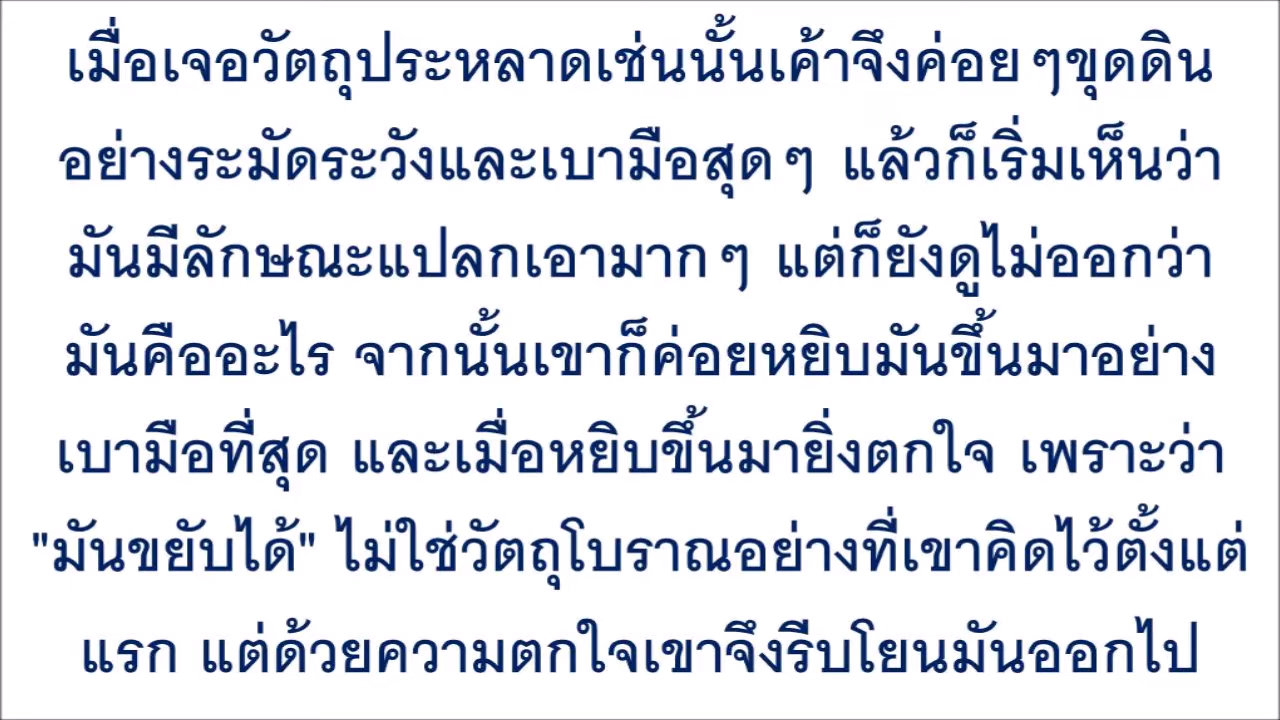 เมื่อเจอวัตถุประหลาดเช่นนั้นเค้าจึงค่อยๆขุดดิน
อย่างระมัดระวังและเบามือสุดๆ แล้วก็เริ่มเห็นว่า
มันมีลักษณะแปลกเอามากๆ แต่ก็ยังดูไม่ออกว่า
มันคืออะไร จากนั้นเขาก็ค่อยหยิบมันขึ้นมาอย่าง
เบามือที่สุด และเมื่อหยิบขึ้นมายิ่งตกใจ เพราะว่า
"มันขยับได้" ไม่ใช่วัตถุโบราณอย่างที่เขาคิดไว้ตั้งแต่
แรก แต่ด้วยความตกใจเขาจึงรีบโยนมันออกไป